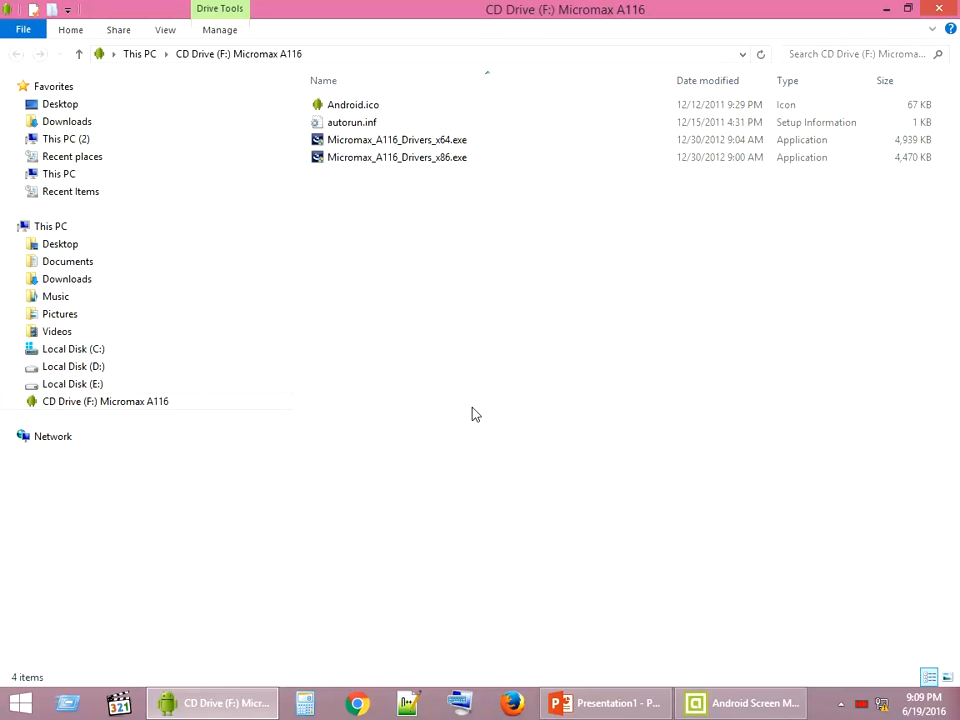 Drive Tools
CD Drive (F:) Micromax A116
File Home Share View Manage
This PC CD Drive (F:) Micromax A116
Search CD Drive (F:) Microma...
Name Date modified Type Size
Android.ico 12/12/2011 9:29 PM Icon 67 KB
autorun.inf 12/15/2011 4:31 PM Setup Information 1 KB
Micromax_A116_Drivers_x64.exe 12/30/2012 9:04 AM Application 4,939 KB
Micromax_A116_Drivers_x86.exe 12/30/2012 9:00 AM Application 4,470 KB
Favorites
Desktop
Downloads
This PC (2)
Recent places
This PC
Recent Items
This PC
Desktop
Documents
Downloads
Music
Pictures
Videos
Local Disk (C:)
Local Disk (D:)
Local Disk (E:)
CD Drive (F:) Micromax A116
Network
4 items
321
CD Drive (F:) Micr...
Presentation1 - P...
Android Screen M...
9:09 PM
6/19/2016